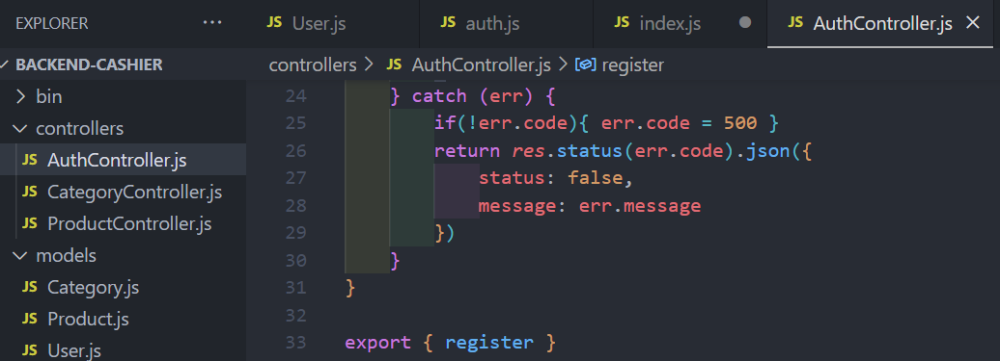 EXPLORER ...
BACKEND-CASHIER
bin
controllers
JS AuthController.js
JS CategoryController.js
JS ProductController.js
models
JS Category.js
JS Product.js
JS User.js
JS User.js
JS auth.js
JS index.js
JS AuthController.js
controllers > JS AuthController.js > register
24 } catch (err) {
25 if(!err.code){ err.code = 500 }
26 return res.status(err.code).json({
27 status: false,
28 message: err.message
29 })
30 }
31 }
32
33 export { register }